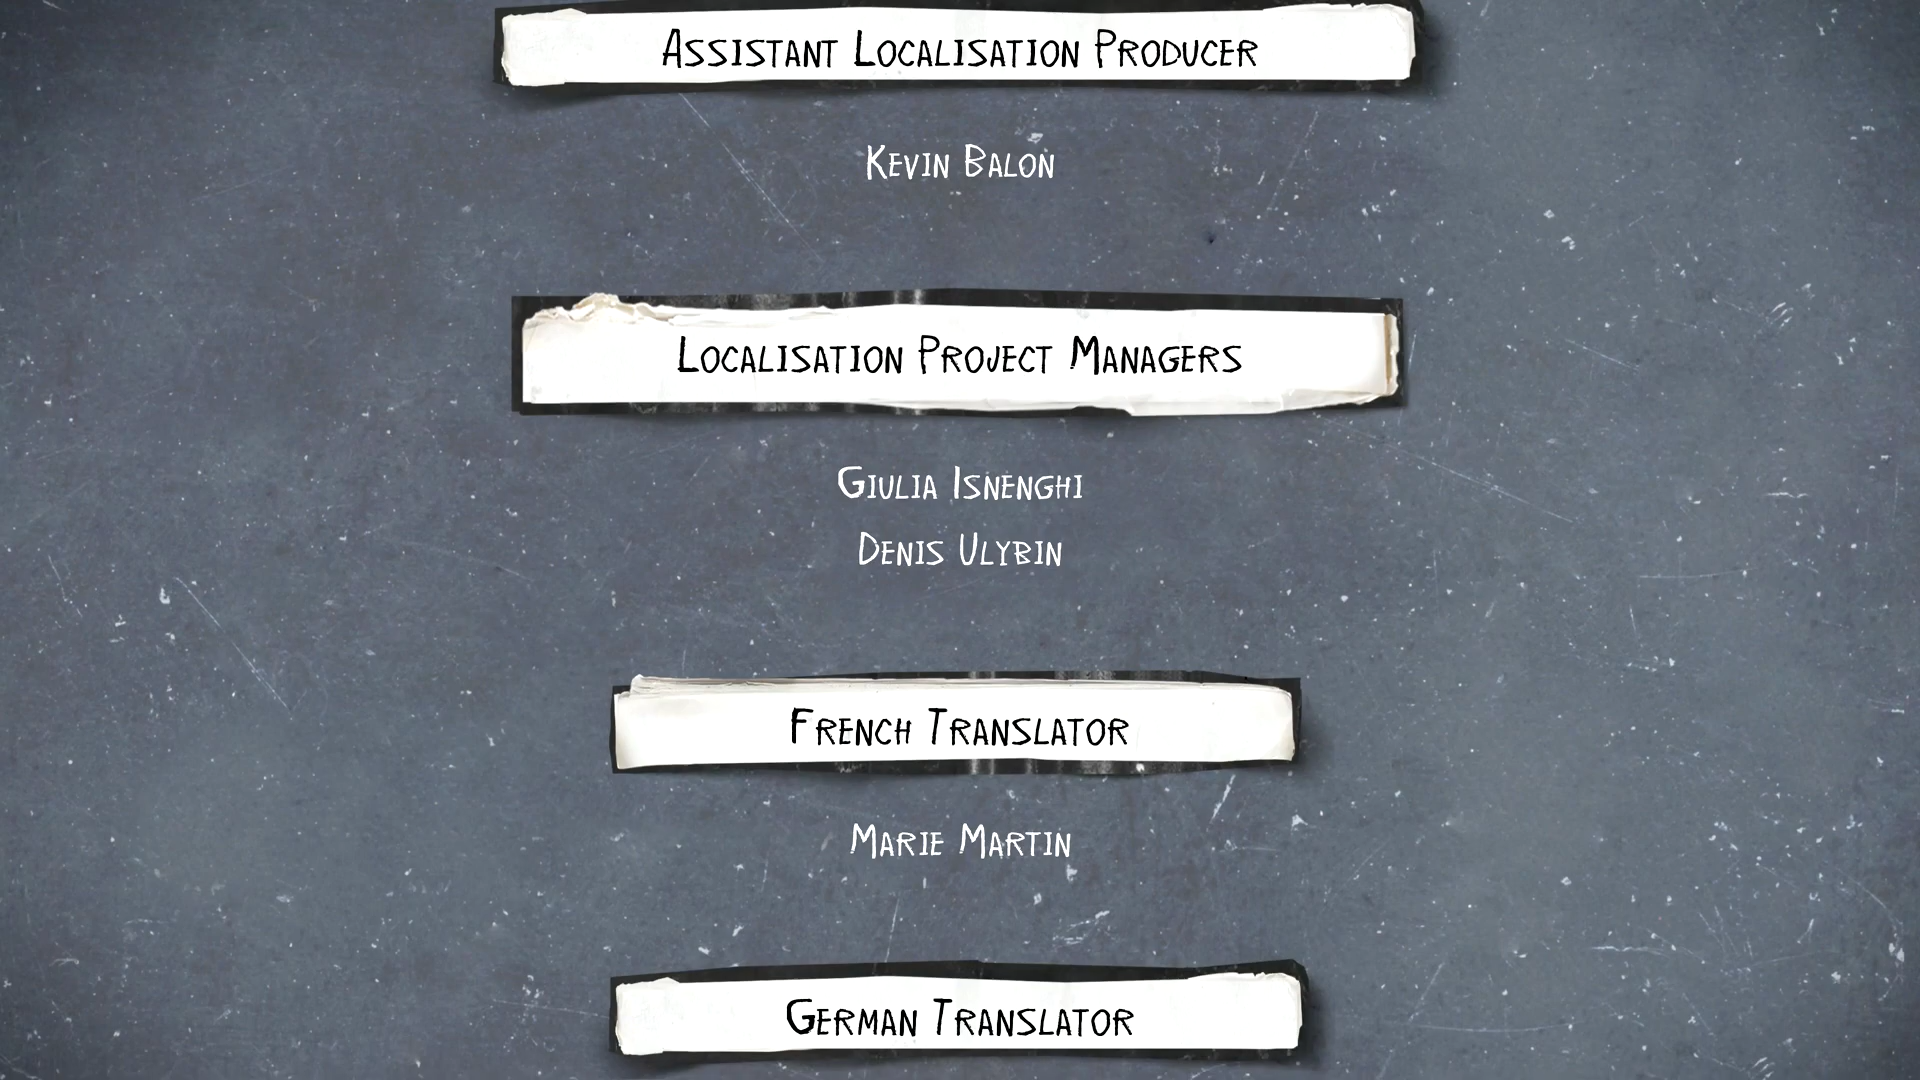 Assistant Localisation Producer
Kevin Balon
Localisation Project Managers
Giulia Isnenghi
Denis Ulybin
French Translator
Marie Martin
German Translator